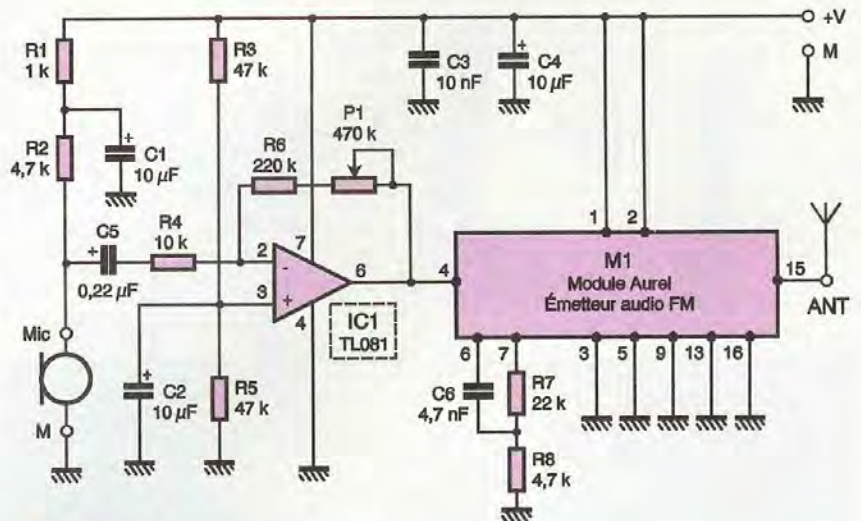 R1
1 k
R2
4,7 k
C1
10 µF
+
R3
47 k
C3
10 nF
C4
10 µF
+
+V
M
P1
470 k
R6
220 k
C5
+
0,22 µF
R4
10 k
2
-
3
+
7
4
6
IC1
TL081
Mic
M
C2
10 µF
+
R5
47 k
1
2
4
M1
Module Aurel
Émetteur audio FM
15
ANT
6
7
3
5
9
13
16
C6
4,7 nF
R7
22 k
R8
4,7 k